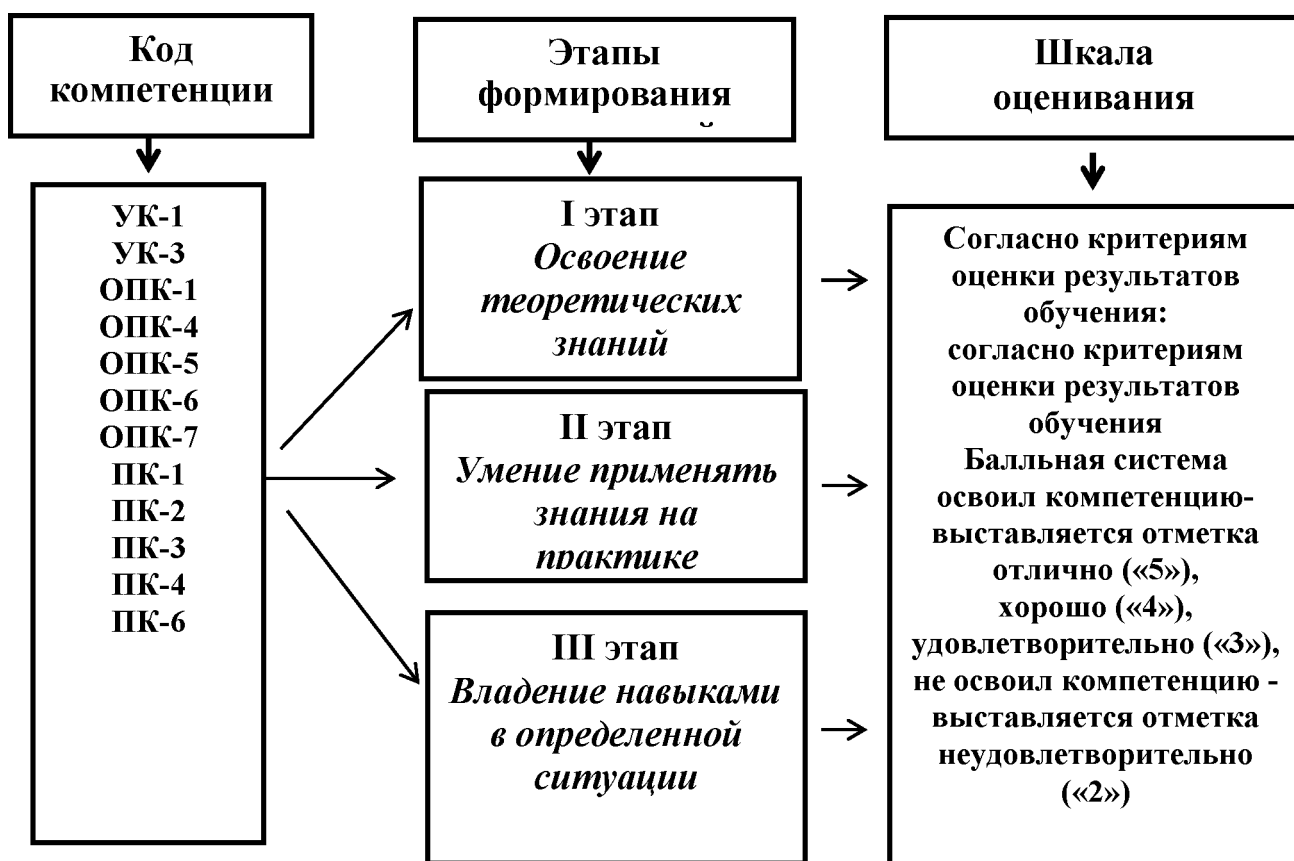 Код
компетенции
Этапы
формирования
Шкала
оценивания
УК-1
УК-3
ОПК-1
ОПК-4
ОПК-5
ОПК-6
ОПК-7
ПК-1
ПК-2
ПК-3
ПК-4
ПК-6
I этап
Освоение
теоретических
знаний
II этап
Умение применять
знания на
практике
III этап
Владение навыками
в определенной
ситуации
Согласно критериям
оценки результатов
обучения:
согласно критериям
оценки результатов
обучения
Балльная система
освоил компетенцию-
выставляется отметка
отлично («5»),
хорошо («4»),
удовлетворительно («3»),
не освоил компетенцию -
выставляется отметка
неудовлетворительно
(«2»)